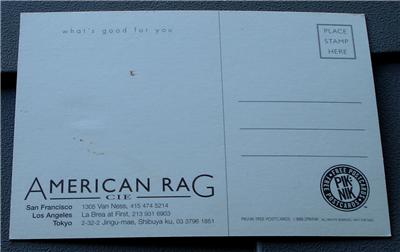 what's good for you
PLACE
STAMP
HERE
AMERICAN RAG
CIE
San Francisco 1305 Van Ness, 415 474 5214
Los Angeles La Brea at First, 213 931 6903
Tokyo 2-32-2 Jingu-mae, Shibuya ku, 03 3796 1851
PIK:
NIK
FREE POSTCARDS